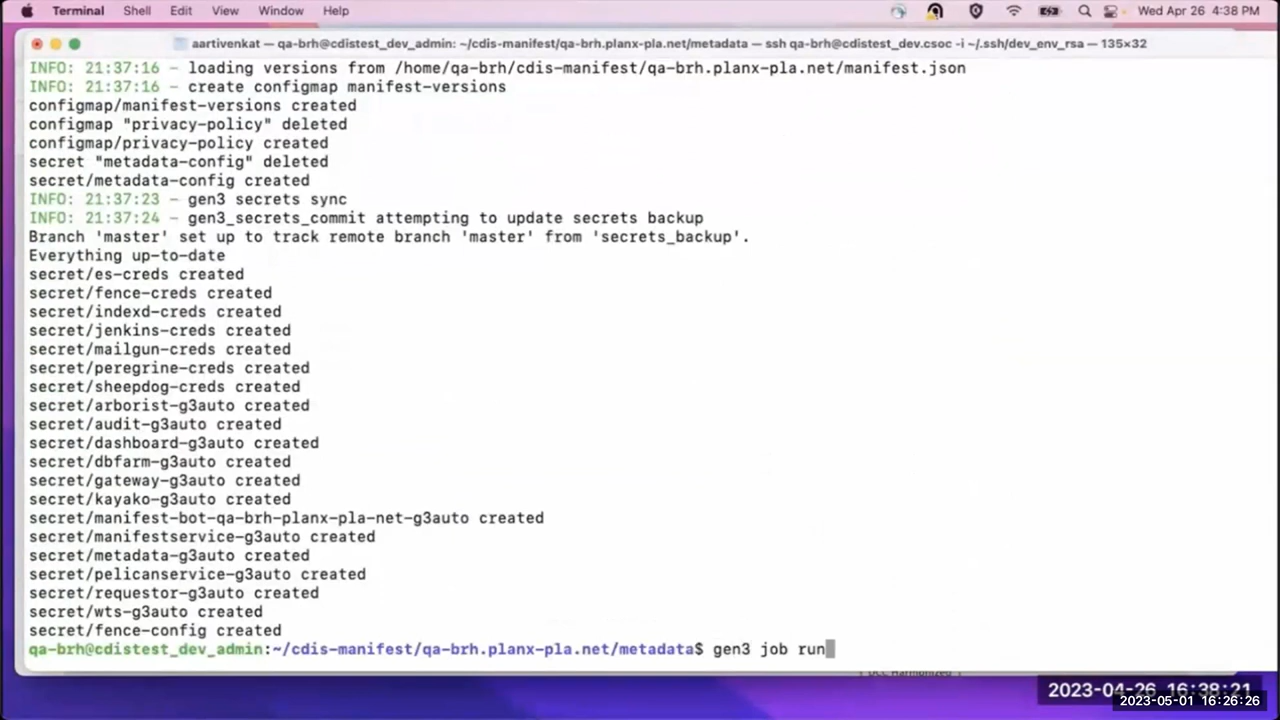 Terminal Shell Edit View Window Help Wed Apr 26 4:38 PM
aartivenkat — qa-brh@cdistest_dev_admin: ~/cdis-manifest/qa-brh.planx-pla.net/metadata — ssh qa-brh@cdistest_dev.csoc -i ~/.ssh/dev_env_rsa — 135×32
INFO: 21:37:16 - loading versions from /home/qa-brh/cdis-manifest/qa-brh.planx-pla.net/manifest.json
INFO: 21:37:16 - create configmap manifest-versions
configmap/manifest-versions created
configmap "privacy-policy" deleted
configmap/privacy-policy created
secret "metadata-config" deleted
secret/metadata-config created
INFO: 21:37:23 - gen3 secrets sync
INFO: 21:37:24 - gen3_secrets_commit attempting to update secrets backup
Branch 'master' set up to track remote branch 'master' from 'secrets_backup'.
Everything up-to-date
secret/es-creds created
secret/fence-creds created
secret/indexd-creds created
secret/jenkins-creds created
secret/mailgun-creds created
secret/peregrine-creds created
secret/sheepdog-creds created
secret/arborist-g3auto created
secret/audit-g3auto created
secret/dashboard-g3auto created
secret/dbfarm-g3auto created
secret/gateway-g3auto created
secret/kayako-g3auto created
secret/manifest-bot-qa-brh-planx-pla-net-g3auto created
secret/manifestservice-g3auto created
secret/metadata-g3auto created
secret/pelicanservice-g3auto created
secret/requestor-g3auto created
secret/wts-g3auto created
secret/fence-config created
qa-brh@cdistest_dev_admin:~/cdis-manifest/qa-brh.planx-pla.net/metadata$ gen3 job run
2023-04-26 16:38:21
2023-05-01 16:26:26